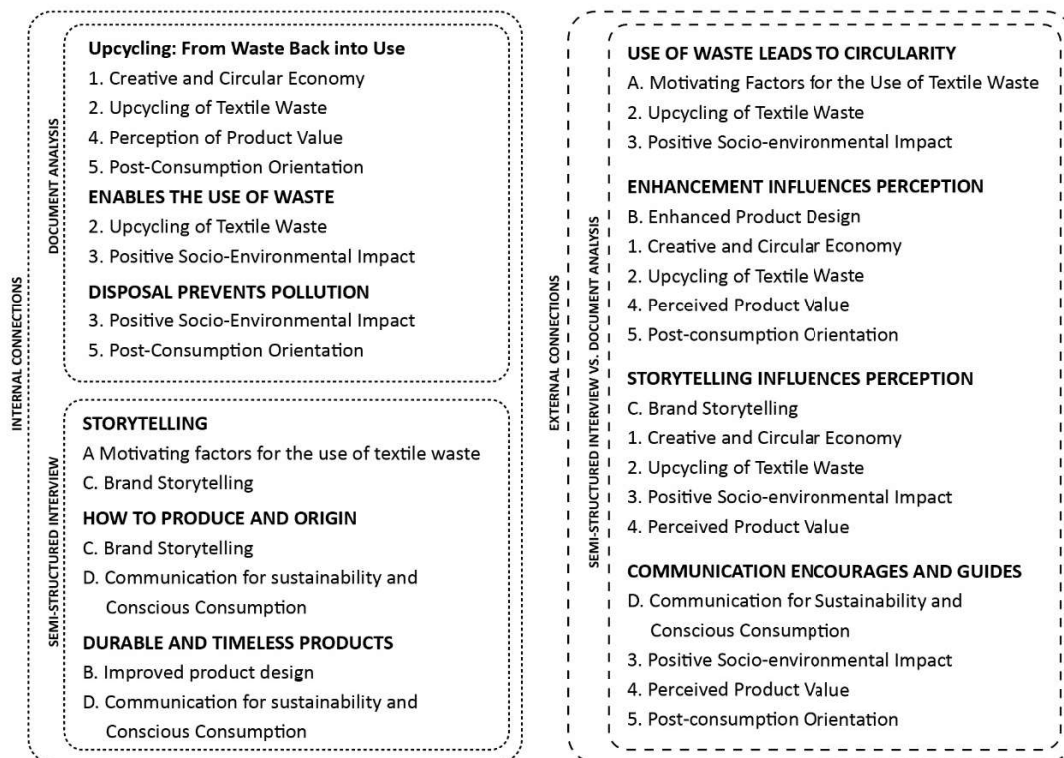 INTERNAL CONNECTIONS
DOCUMENT ANALYSIS
Upcycling: From Waste Back into Use
1. Creative and Circular Economy
2. Upcycling of Textile Waste
4. Perception of Product Value
5. Post-Consumption Orientation
ENABLES THE USE OF WASTE
2. Upcycling of Textile Waste
3. Positive Socio-Environmental Impact
DISPOSAL PREVENTS POLLUTION
3. Positive Socio-Environmental Impact
5. Post-Consumption Orientation
SEMI-STRUCTURED INTERVIEW
STORYTELLING
A Motivating factors for the use of textile waste
C. Brand Storytelling
HOW TO PRODUCE AND ORIGIN
C. Brand Storytelling
D. Communication for sustainability and
Conscious Consumption
DURABLE AND TIMELESS PRODUCTS
B. Improved product design
D. Communication for sustainability and
Conscious Consumption
EXTERNAL CONNECTIONS
SEMI-STRUCTURED INTERVIEW VS. DOCUMENT ANALYSIS
USE OF WASTE LEADS TO CIRCULARITY
A. Motivating Factors for the Use of Textile Waste
2. Upcycling of Textile Waste
3. Positive Socio-environmental Impact
ENHANCEMENT INFLUENCES PERCEPTION
B. Enhanced Product Design
1. Creative and Circular Economy
2. Upcycling of Textile Waste
4. Perceived Product Value
5. Post-consumption Orientation
STORYTELLING INFLUENCES PERCEPTION
C. Brand Storytelling
1. Creative and Circular Economy
2. Upcycling of Textile Waste
3. Positive Socio-environmental Impact
4. Perceived Product Value
COMMUNICATION ENCOURAGES AND GUIDES
D. Communication for Sustainability and
Conscious Consumption
3. Positive Socio-environmental Impact
4. Perceived Product Value
5. Post-consumption Orientation